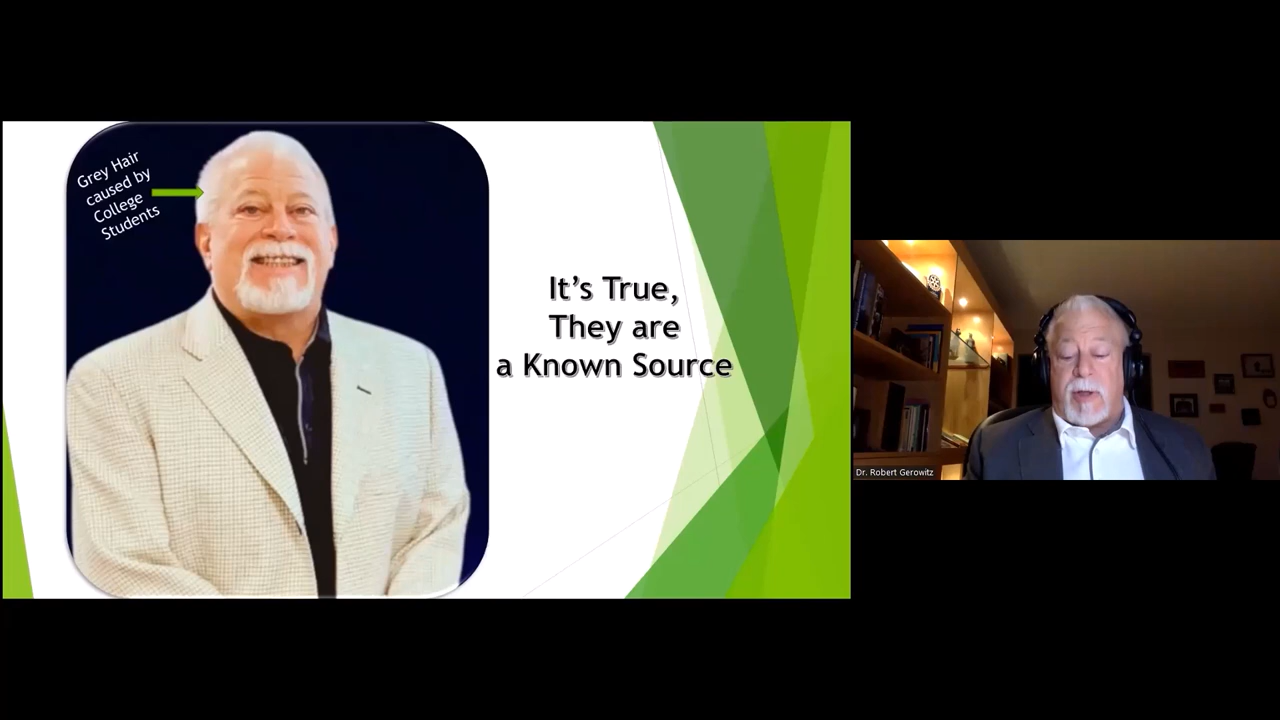 Grey Hair
caused by
College
Students
It's True,
They are
a Known Source
Dr. Robert Gerowitz